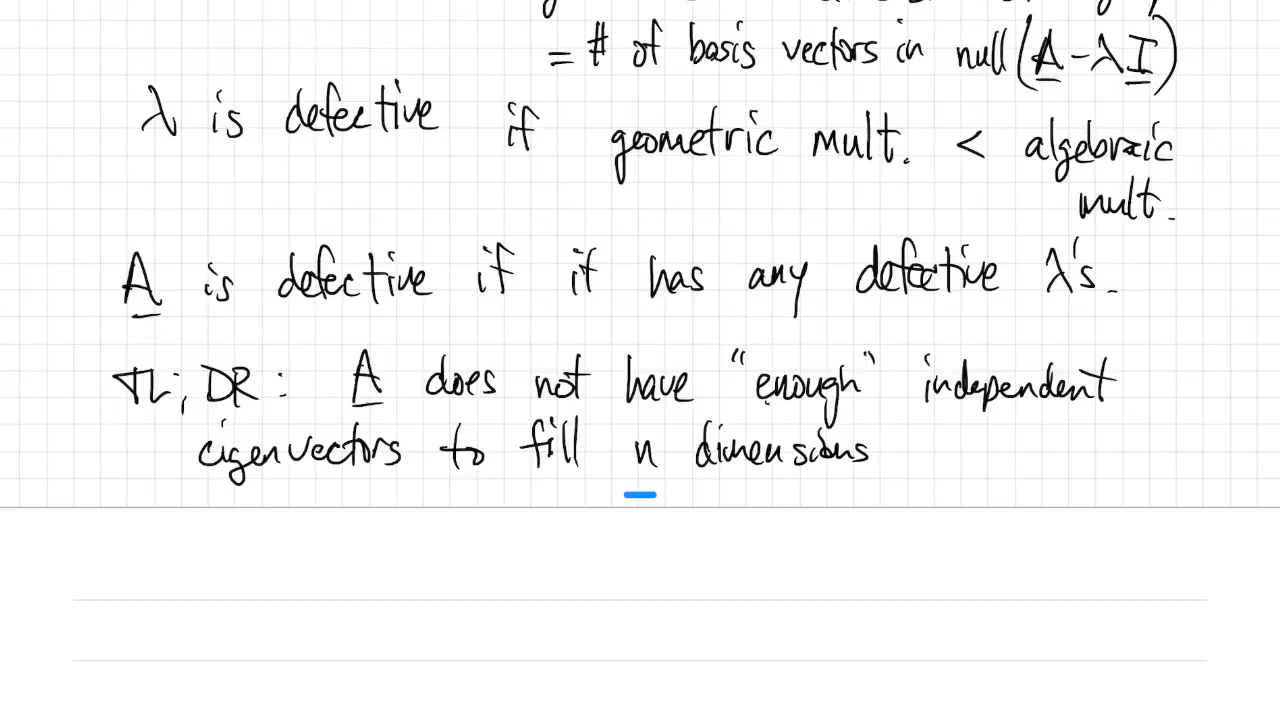 = # of basis vectors in null(A - λI)
λ is defective if geometric mult. < algebraic
mult.
A is defective if it has any defective λ's.
TL;DR: A does not have "enough" independent
eigenvectors to fill n dimensions